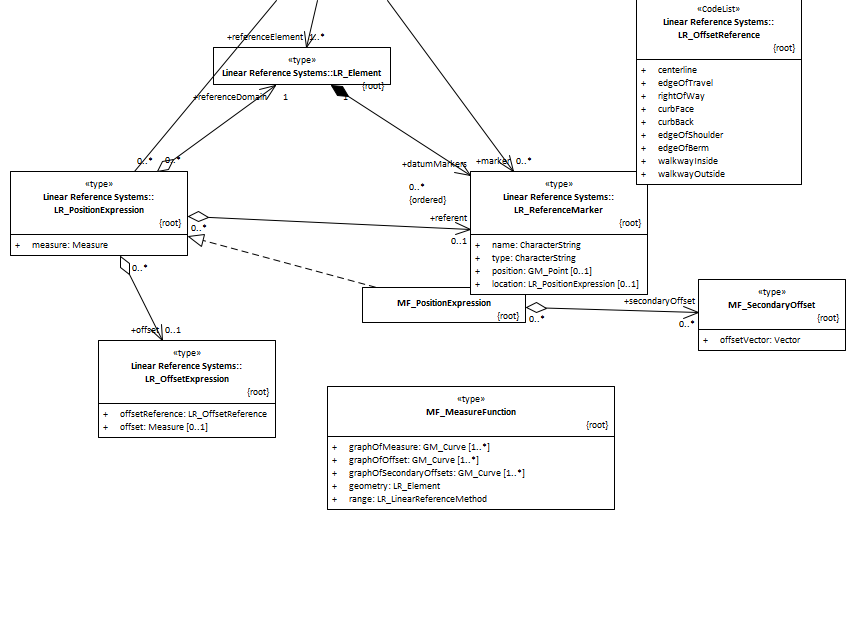 «CodeList»
Linear Reference Systems::
LR_OffsetReference
{root}
+ centerline
+ edgeOfTravel
+ rightOfWay
+ curbFace
+ curbBack
+ edgeOfShoulder
+ edgeOfBerm
+ walkwayInside
+ walkwayOutside
+referenceElement 1..*
«type»
Linear Reference Systems::LR_Element
{root}
+referenceDomain 1
1
0..* 0..*
+datumMarkers
0..*
{ordered}
+marker 0..*
«type»
Linear Reference Systems::
LR_PositionExpression
{root}
+ measure: Measure
0..*
+referent
0..1
«type»
Linear Reference Systems::
LR_ReferenceMarker
{root}
+ name: CharacterString
+ type: CharacterString
+ position: GM_Point [0..1]
+ location: LR_PositionExpression [0..1]
0..*
+offset 0..1
MF_PositionExpression
{root}
0..*
+secondaryOffset
0..*
«type»
MF_SecondaryOffset
{root}
+ offsetVector: Vector
«type»
Linear Reference Systems::
LR_OffsetExpression
{root}
+ offsetReference: LR_OffsetReference
+ offset: Measure [0..1]
«type»
MF_MeasureFunction
{root}
+ graphOfMeasure: GM_Curve [1..*]
+ graphOfOffset: GM_Curve [1..*]
+ graphOfSecondaryOffsets: GM_Curve [1..*]
+ geometry: LR_Element
+ range: LR_LinearReferenceMethod